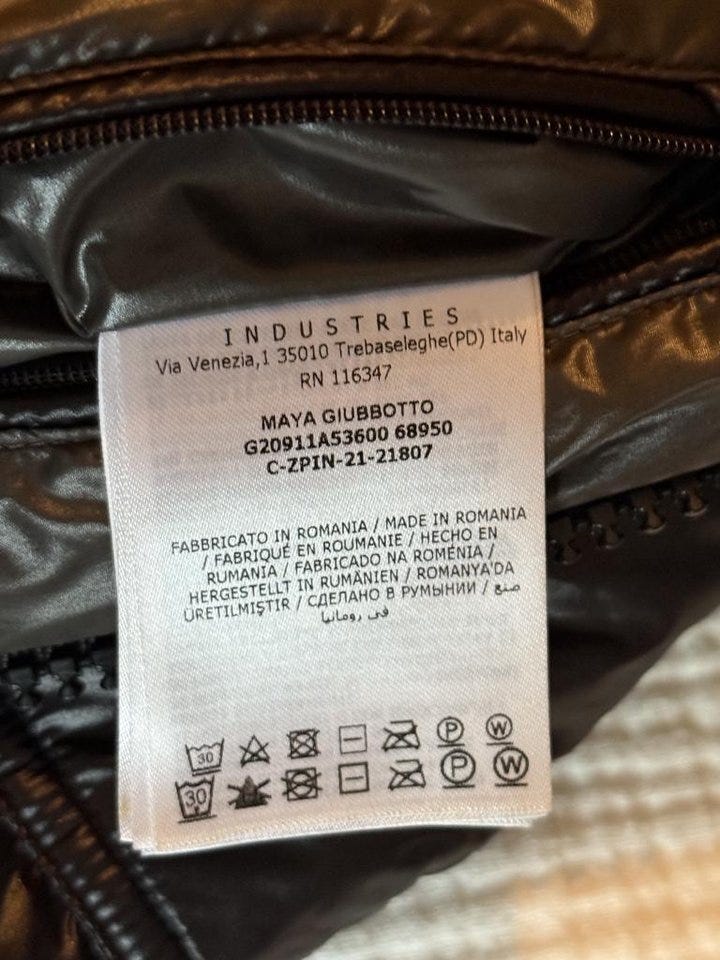 INDUSTRIES
Via Venezia,1 35010 Trebaseleghe(PD) Italy
RN 116347
MAYA GIUBBOTTO
G20911A53600 68950
C-ZPIN-21-21807
FABBRICATO IN ROMANIA / MADE IN ROMANIA
/ FABRIQUÉ EN ROUMANIE / HECHO EN
RUMANIA / FABRICADO NA ROMÉNIA /
HERGESTELLT IN RUMÄNIEN / ROMANYA'DA
ÜRETILMIŞTIR / СДЕЛАНО В РУМЫНИИ / صنع
في رومانيا
30 P W
30 P W